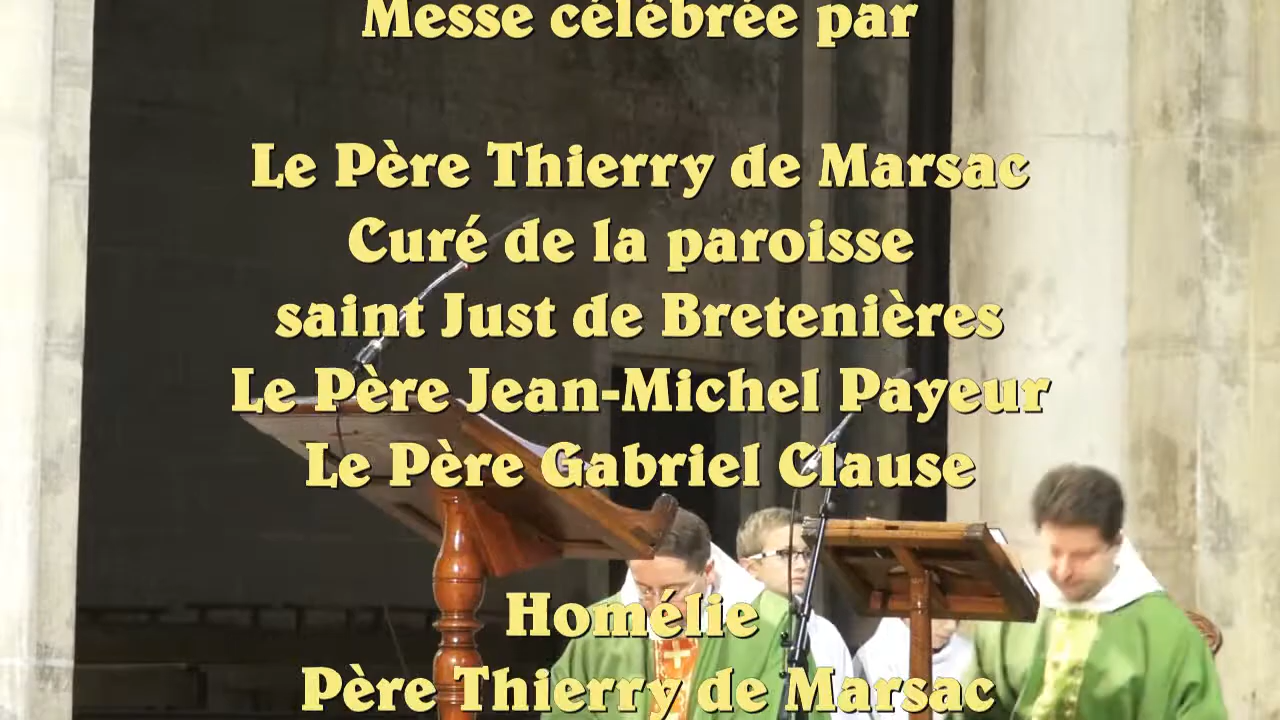 Messe célébrée par
Le Père Thierry de Marsac
Curé de la paroisse
saint Just de Bretenières
Le Père Jean-Michel Payeur
Le Père Gabriel Clause
Homélie
Père Thierry de Marsac